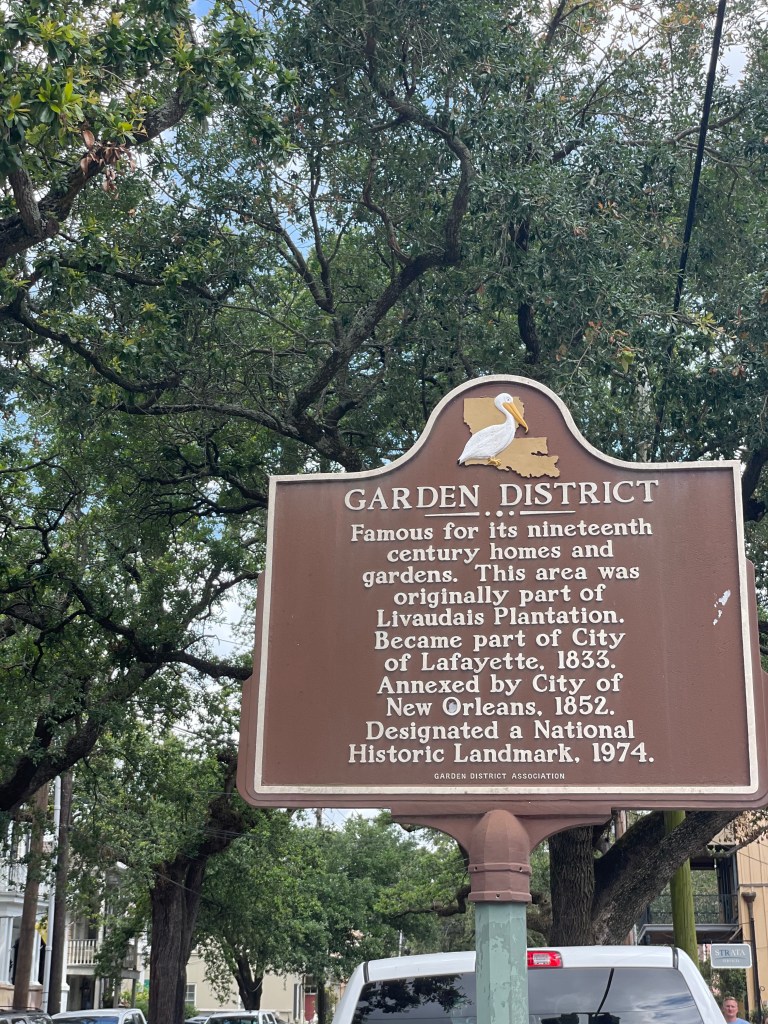 GARDEN DISTRICT
Famous for its nineteenth
century homes and
gardens. This area was
originally part of
Livaudais Plantation.
Became part of City
of Lafayette, 1833.
Annexed by City of
New Orleans, 1852.
Designated a National
Historic Landmark, 1974.
GARDEN DISTRICT ASSOCIATION
STRATA